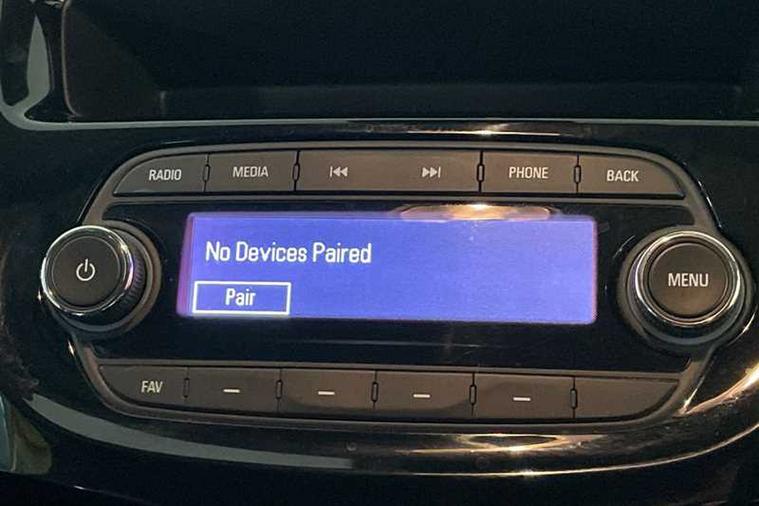 RADIO MEDIA PHONE BACK
No Devices Paired
Pair
MENU
FAV